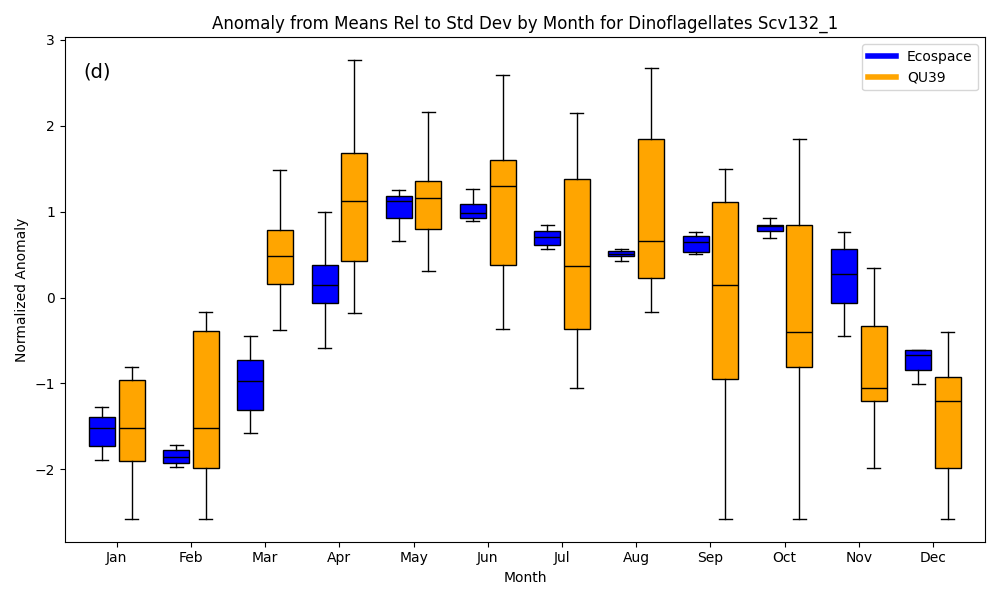 Anomaly from Means Rel to Std Dev by Month for Dinoflagellates Scv132_1
(d)
Ecospace
QU39
Normalized Anomaly
3
2
1
0
−1
−2
Jan Feb Mar Apr May Jun Jul Aug Sep Oct Nov Dec
Month